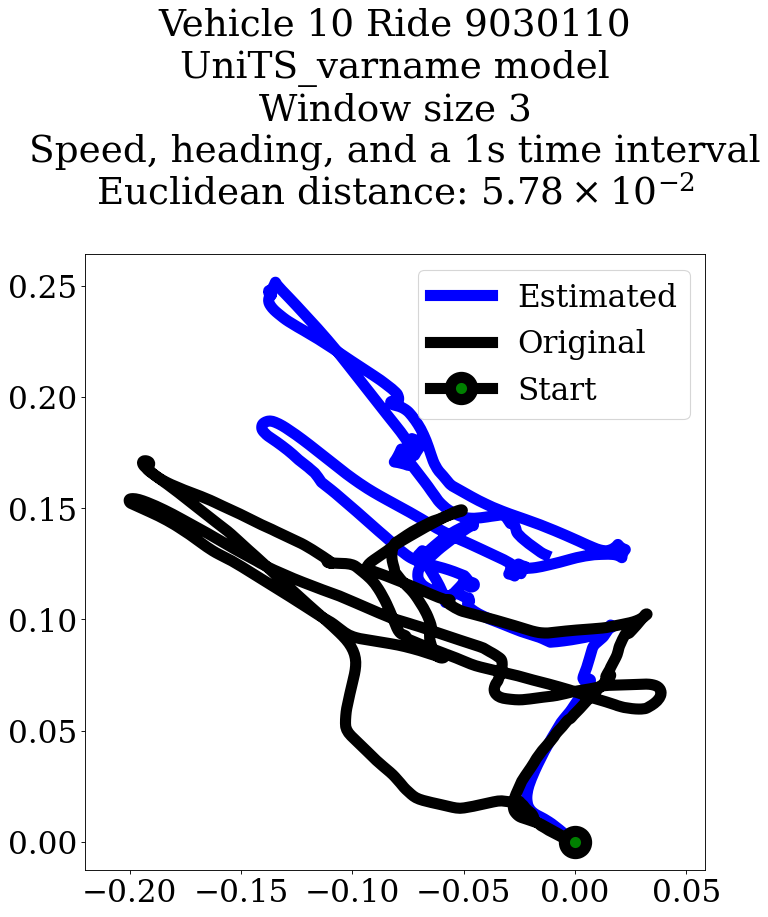 Vehicle 10 Ride 9030110
UniTS_varname model
Window size 3
Speed, heading, and a 1s time interval
Euclidean distance: 5.78 × 10⁻²
Estimated
Original
Start
0.25
0.20
0.15
0.10
0.05
0.00
−0.20 −0.15 −0.10 −0.05 0.00 0.05